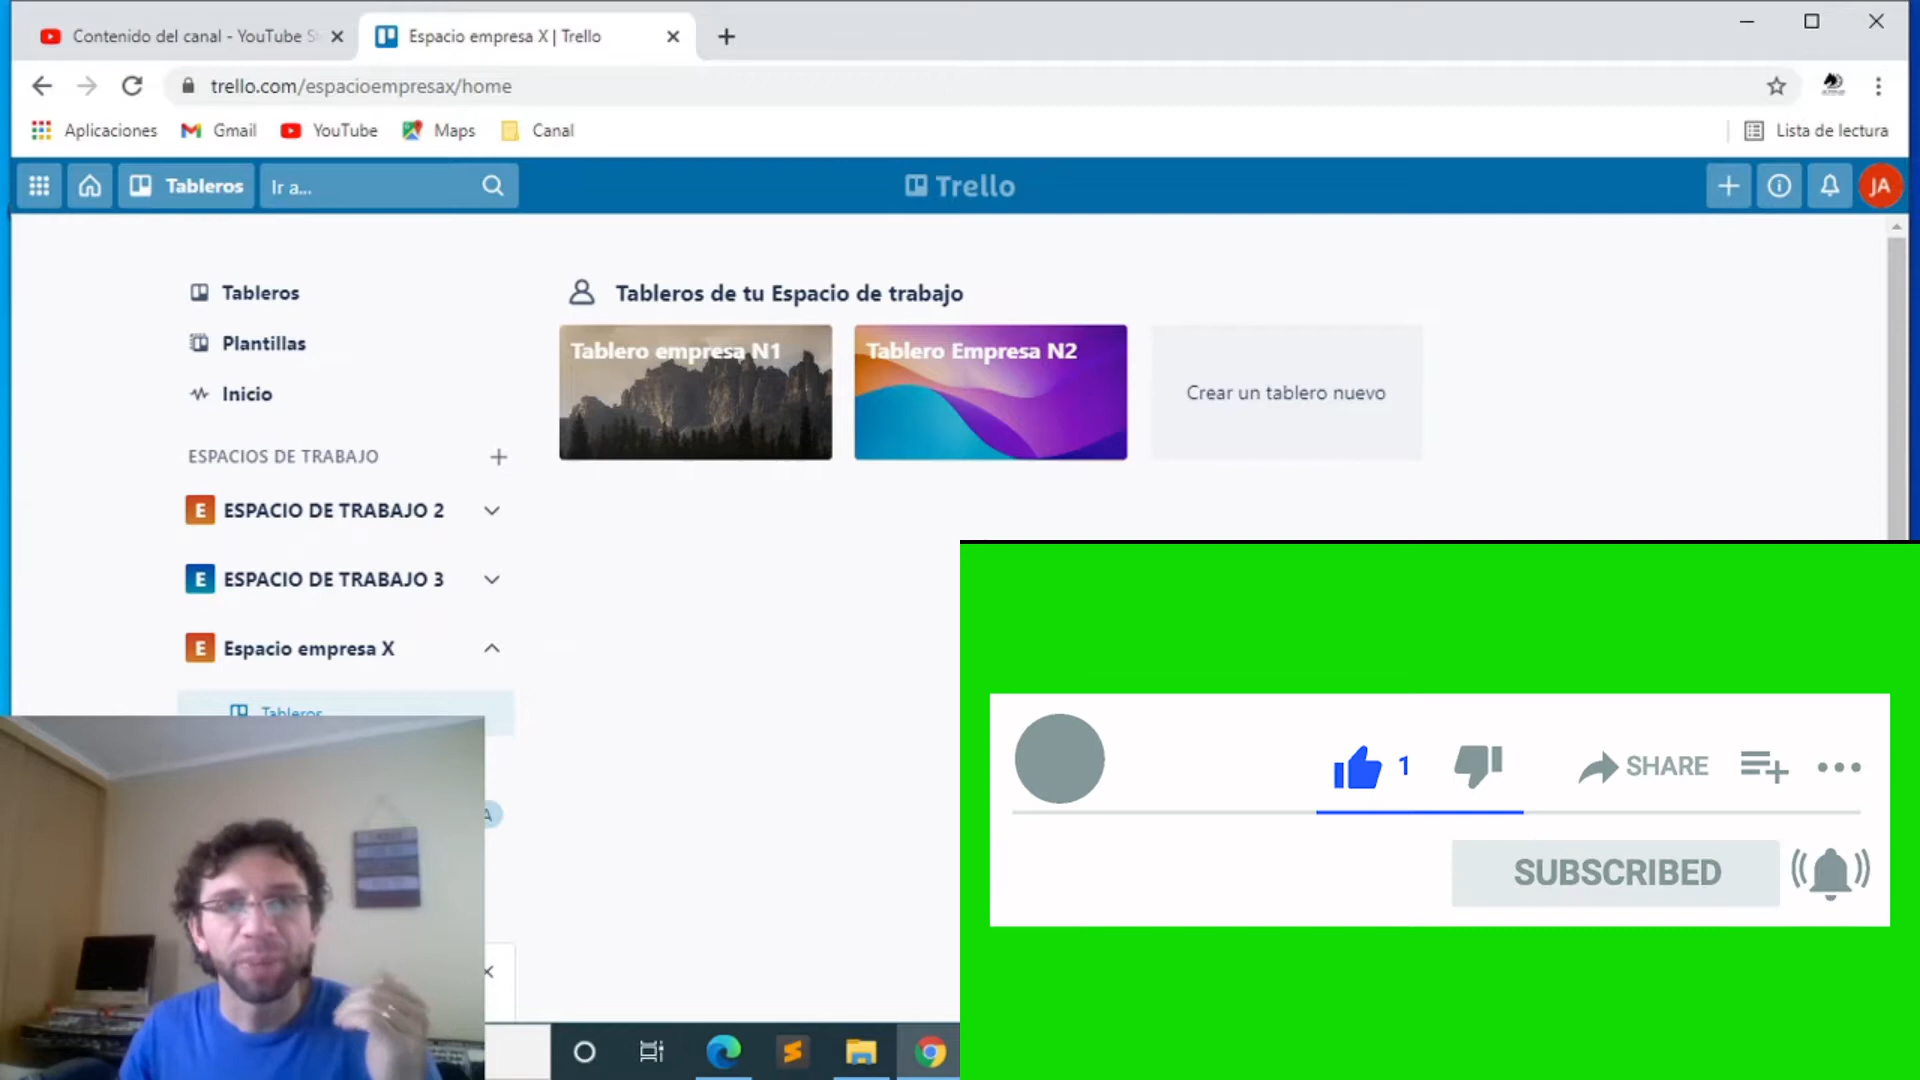 Contenido del canal - YouTube S
Espacio empresa X | Trello
trello.com/espacioempresax/home
Aplicaciones
Gmail
YouTube
Maps
Canal
Lista de lectura
Tableros
Ir a...
Trello
JA
Tableros
Plantillas
Inicio
ESPACIOS DE TRABAJO
E ESPACIO DE TRABAJO 2
E ESPACIO DE TRABAJO 3
E Espacio empresa X
Tableros
Tableros de tu Espacio de trabajo
Tablero empresa N1
Tablero Empresa N2
Crear un tablero nuevo
1
SHARE
SUBSCRIBED